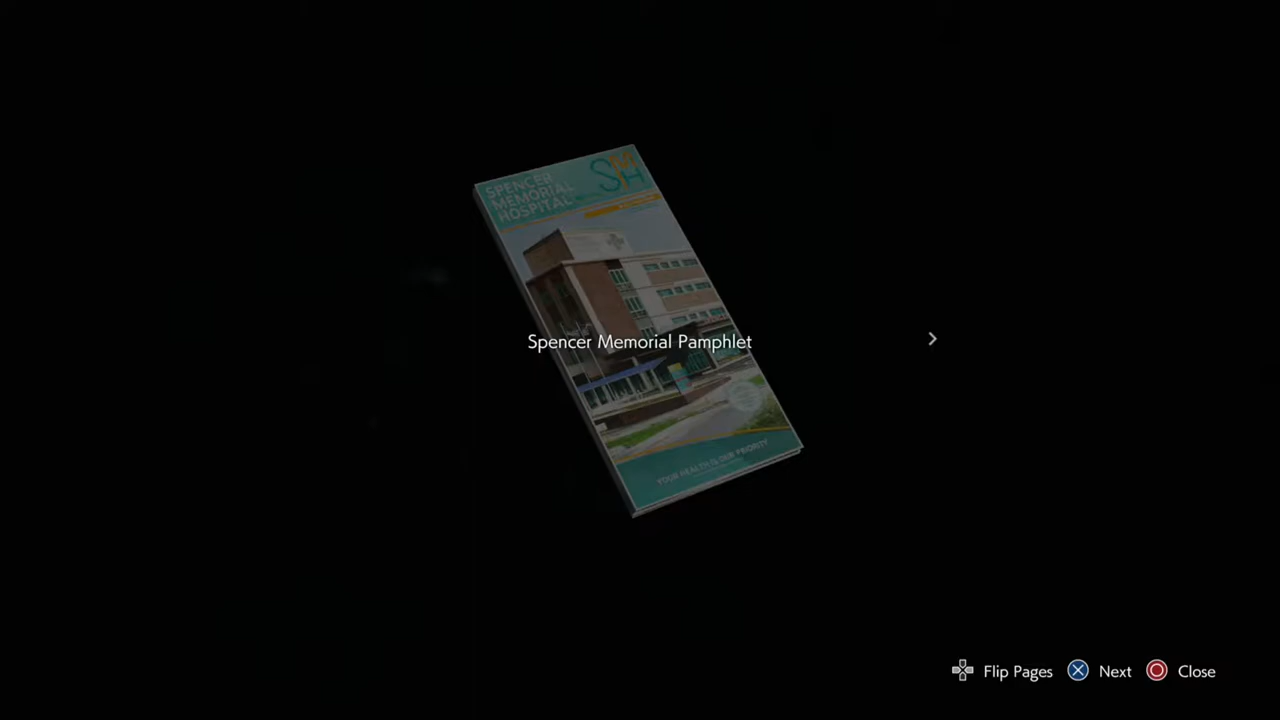 SPENCER
MEMORIAL
HOSPITAL
SMH
Spencer Memorial Pamphlet
YOUR HEALTH IS OUR PRIORITY
Flip Pages
Next
Close